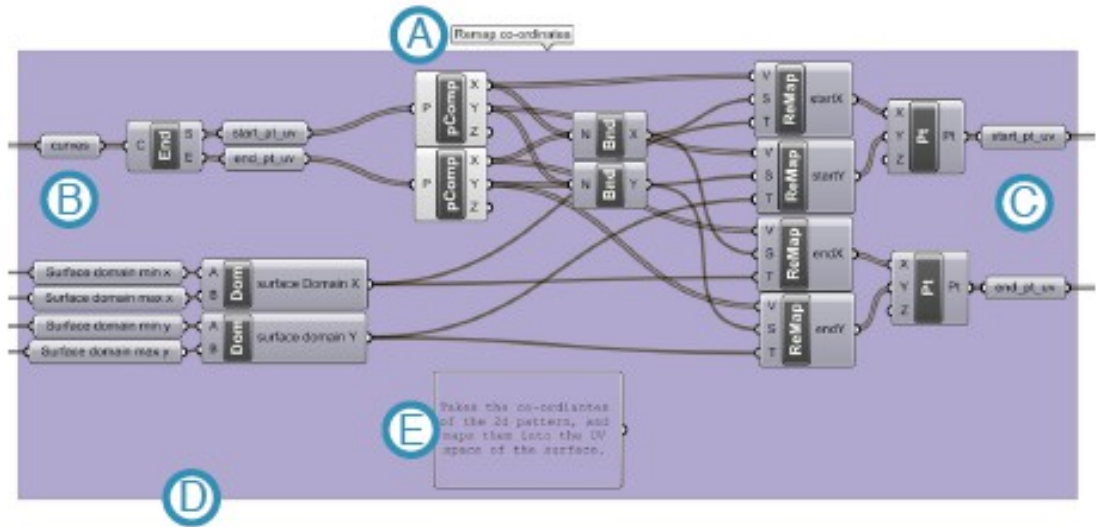 A
Remap co-ordinates
curves
C
End
S
E
start_pt_uv
end_pt_uv
P
pComp
X
Y
Z
P
pComp
X
Y
Z
N
Bnd
X
N
Bnd
Y
V
S
T
ReMap
startX
V
S
T
ReMap
startY
V
S
T
ReMap
endX
V
S
T
ReMap
endY
X
Y
Z
Pt
Pt
start_pt_uv
X
Y
Z
Pt
Pt
end_pt_uv
B
C
Surface domain min x
Surface domain max x
Surface domain min y
Surface domain max y
A
B
Dom
surface Domain X
A
B
Dom
surface domain Y
E
Takes the co-ordiantes
of the 2d pattern, and
maps them into the UV
space of the surface.
D